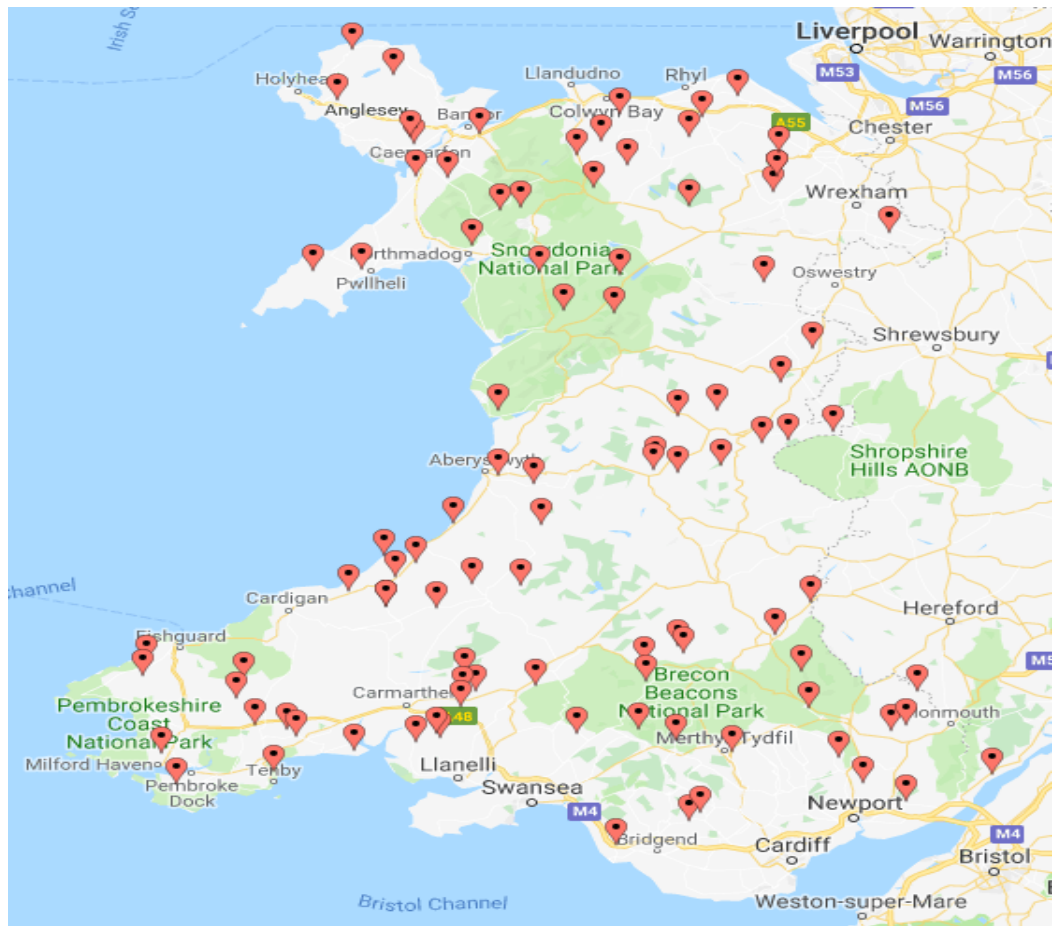 Irish Se
Liverpool
Warrington
M53
M56
Llandudno
Rhyl
Holyhea
Anglesey
Colwyn Bay
M56
Bangor
A55
Chester
Caernarfon
Wrexham
Snowdonia
National Park
Porthmadog
Oswestry
Pwllheli
Shrewsbury
Shropshire
Hills AONB
Aberystwyth
Channel
Cardigan
Hereford
Fishguard
Brecon
Beacons
National Park
Carmarthen
Pembrokeshire
Coast
National Park
A48
Monmouth
Merthyr Tydfil
Milford Haven
Llanelli
Tenby
Pembroke
Dock
Swansea
M4
Newport
Bridgend
M4
Cardiff
Bristol
Bristol Channel
Weston-super-Mare